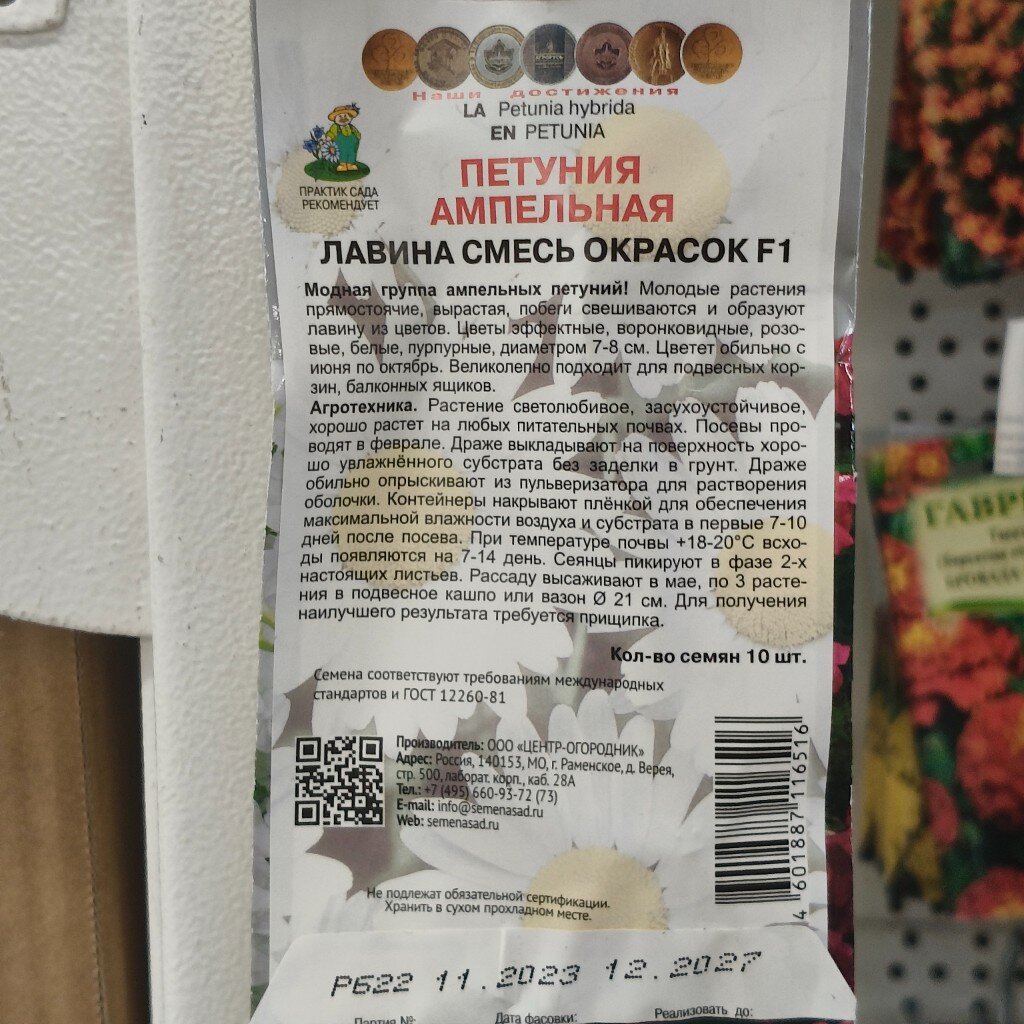 Наши достижения
LA Petunia hybrida
EN PETUNIA
ПРАКТИК САДА
РЕКОМЕНДУЕТ
ПЕТУНИЯ
АМПЕЛЬНАЯ
ЛАВИНА СМЕСЬ ОКРАСОК F1
Модная группа ампельных петуний! Молодые растения
прямостоячие, вырастая, побеги свешиваются и образуют
лавину из цветов. Цветы эффектные, воронковидные, розо-
вые, белые, пурпурные, диаметром 7-8 см. Цветет обильно с
июня по октябрь. Великолепно подходит для подвесных кор-
зин, балконных ящиков.
Агротехника. Растение светолюбивое, засухоустойчивое,
хорошо растет на любых питательных почвах. Посевы про-
водят в феврале. Драже выкладывают на поверхность хоро-
шо увлажнённого субстрата без заделки в грунт. Драже
обильно опрыскивают из пульверизатора для растворения
оболочки. Контейнеры накрывают плёнкой для обеспечения
максимальной влажности воздуха и субстрата в первые 7-10
дней после посева. При температуре почвы +18-20°С всхо-
ды появляются на 7-14 день. Сеянцы пикируют в фазе 2-х
настоящих листьев. Рассаду высаживают в мае, по 3 расте-
ния в подвесное кашпо или вазон Ø 21 см. Для получения
наилучшего результата требуется прищипка.
Кол-во семян 10 шт.
Семена соответствуют требованиям международных
стандартов и ГОСТ 12260-81
Производитель: ООО «ЦЕНТР-ОГОРОДНИК»
Адрес: Россия, 140153, МО, г. Раменское, д. Верея,
стр. 500, лаборат. корп., каб. 28А
Тел.: +7 (495) 660-93-72 (73)
E-mail: info@semenasad.ru
Web: semenasad.ru
4 601887 116516
Не подлежат обязательной сертификации.
Хранить в сухом прохладном месте.
РБ22 11.2023 12.2027
Партия №: Дата фасовки: Реализовать до:
ГАВР